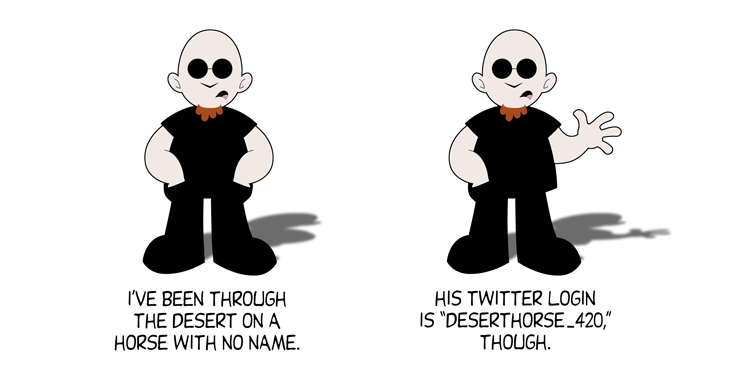 I'VE BEEN THROUGH
THE DESERT ON A
HORSE WITH NO NAME.
HIS TWITTER LOGIN
IS “DESERTHORSE_420,”
THOUGH.